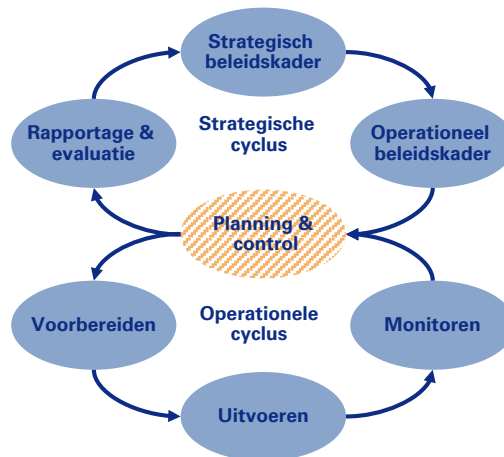 Strategisch
beleidskader
Rapportage &
evaluatie
Strategische
cyclus
Operationeel
beleidskader
Planning &
control
Voorbereiden
Operationele
cyclus
Monitoren
Uitvoeren